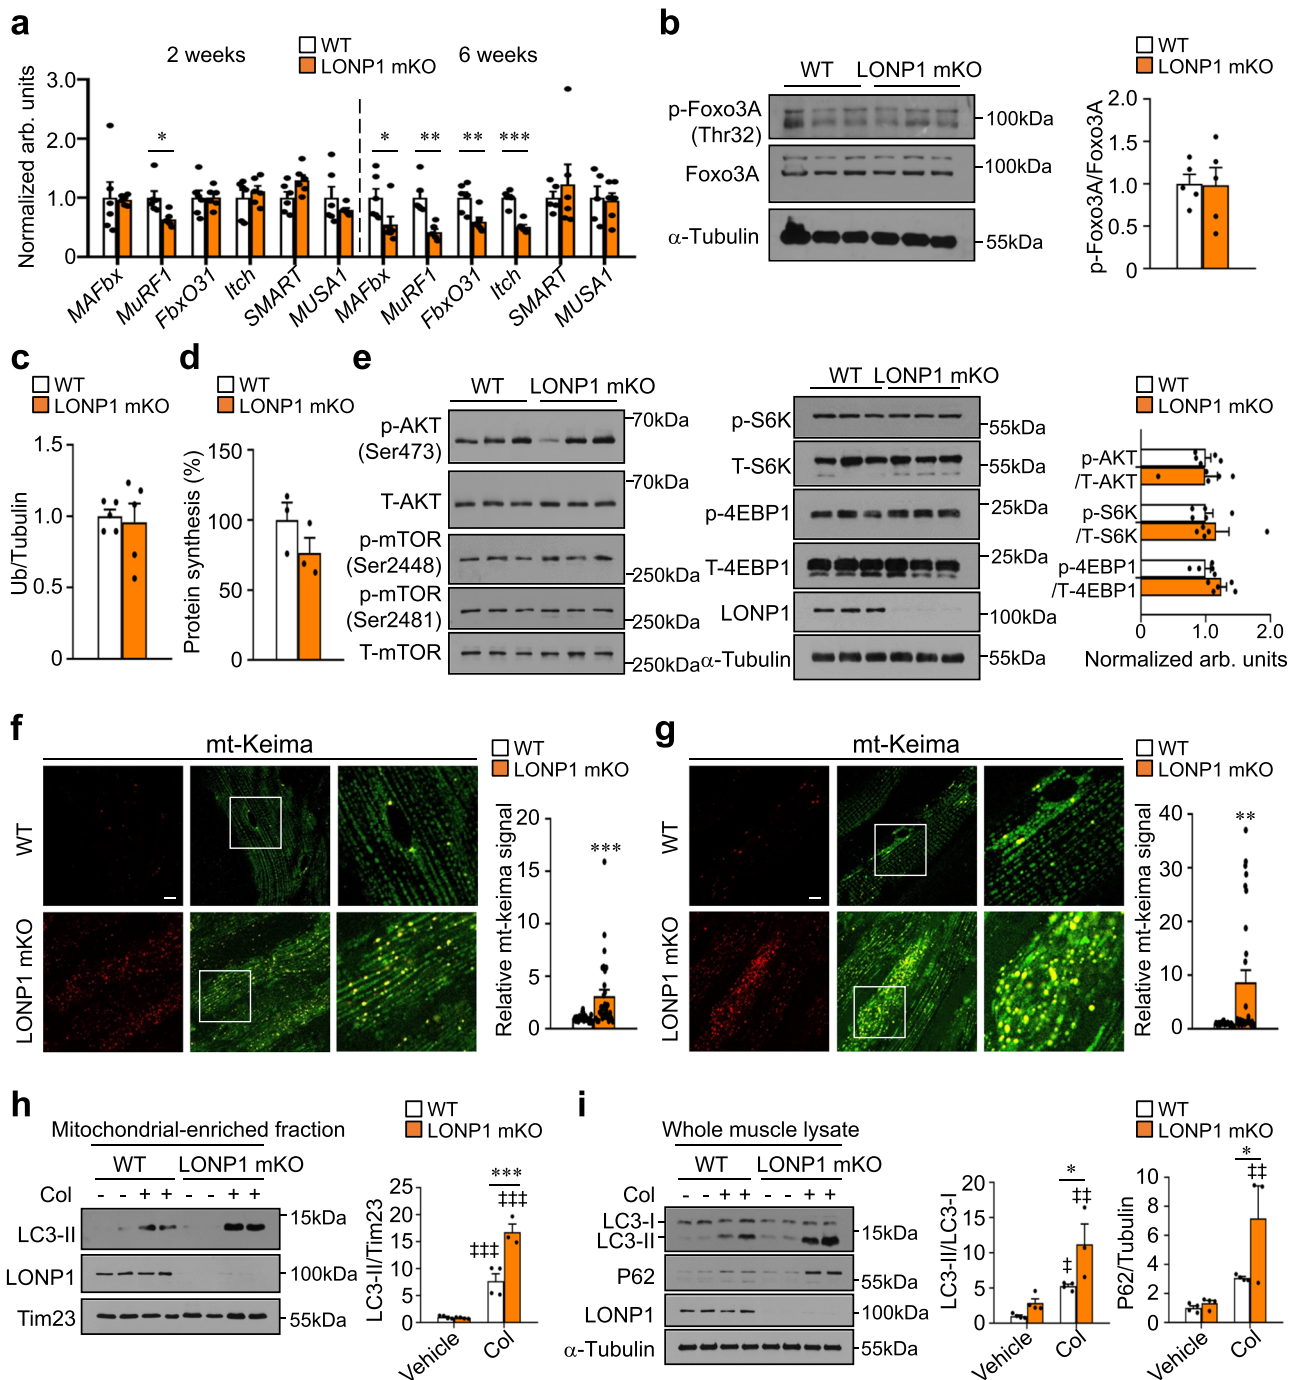 a
2 weeks
WT
LONP1 mKO
6 weeks
Normalized arb. units
3.0
2.0
1.0
0
* * ** ** ***
MAFbx MuRF1 FbxO31 Itch SMART MUSA1 MAFbx MuRF1 FbxO31 Itch SMART MUSA1
b
WT LONP1 mKO
p-Foxo3A
(Thr32)
100kDa
Foxo3A
100kDa
α-Tubulin
55kDa
WT
LONP1 mKO
p-Foxo3A/Foxo3A
2.0
1.5
1.0
0.5
0
c
WT
LONP1 mKO
Ub/Tubulin
1.5
1.0
0.5
0
d
WT
LONP1 mKO
Protein synthesis (%)
150
100
50
0
e
WT LONP1 mKO
p-AKT
(Ser473)
70kDa
T-AKT
70kDa
p-mTOR
(Ser2448)
250kDa
p-mTOR
(Ser2481)
250kDa
T-mTOR
250kDa
WT LONP1 mKO
p-S6K
55kDa
T-S6K
55kDa
p-4EBP1
25kDa
T-4EBP1
25kDa
LONP1
100kDa
α-Tubulin
55kDa
WT
LONP1 mKO
p-AKT
/T-AKT
p-S6K
/T-S6K
p-4EBP1
/T-4EBP1
0 1.0 2.0
Normalized arb. units
f
mt-Keima
WT
LONP1 mKO
WT
LONP1 mKO
Relative mt-keima signal
20
15
10
5
0
***
g
mt-Keima
WT
LONP1 mKO
WT
LONP1 mKO
Relative mt-keima signal
40
30
20
10
0
**
h
Mitochondrial-enriched fraction
WT LONP1 mKO
Col - - + + - - + +
LC3-II
15kDa
LONP1
100kDa
Tim23
55kDa
WT
LONP1 mKO
LC3-II/Tim23
25
20
15
10
5
0
***
‡‡‡
‡‡‡
Vehicle Col
i
Whole muscle lysate
WT LONP1 mKO
Col - - + + - - + +
LC3-I
LC3-II
15kDa
P62
55kDa
LONP1
100kDa
α-Tubulin
55kDa
LC3-II/LC3-I
20
15
10
5
0
*
‡‡
‡
Vehicle Col
WT
LONP1 mKO
P62/Tubulin
10
8
6
4
2
0
*
‡‡
Vehicle Col